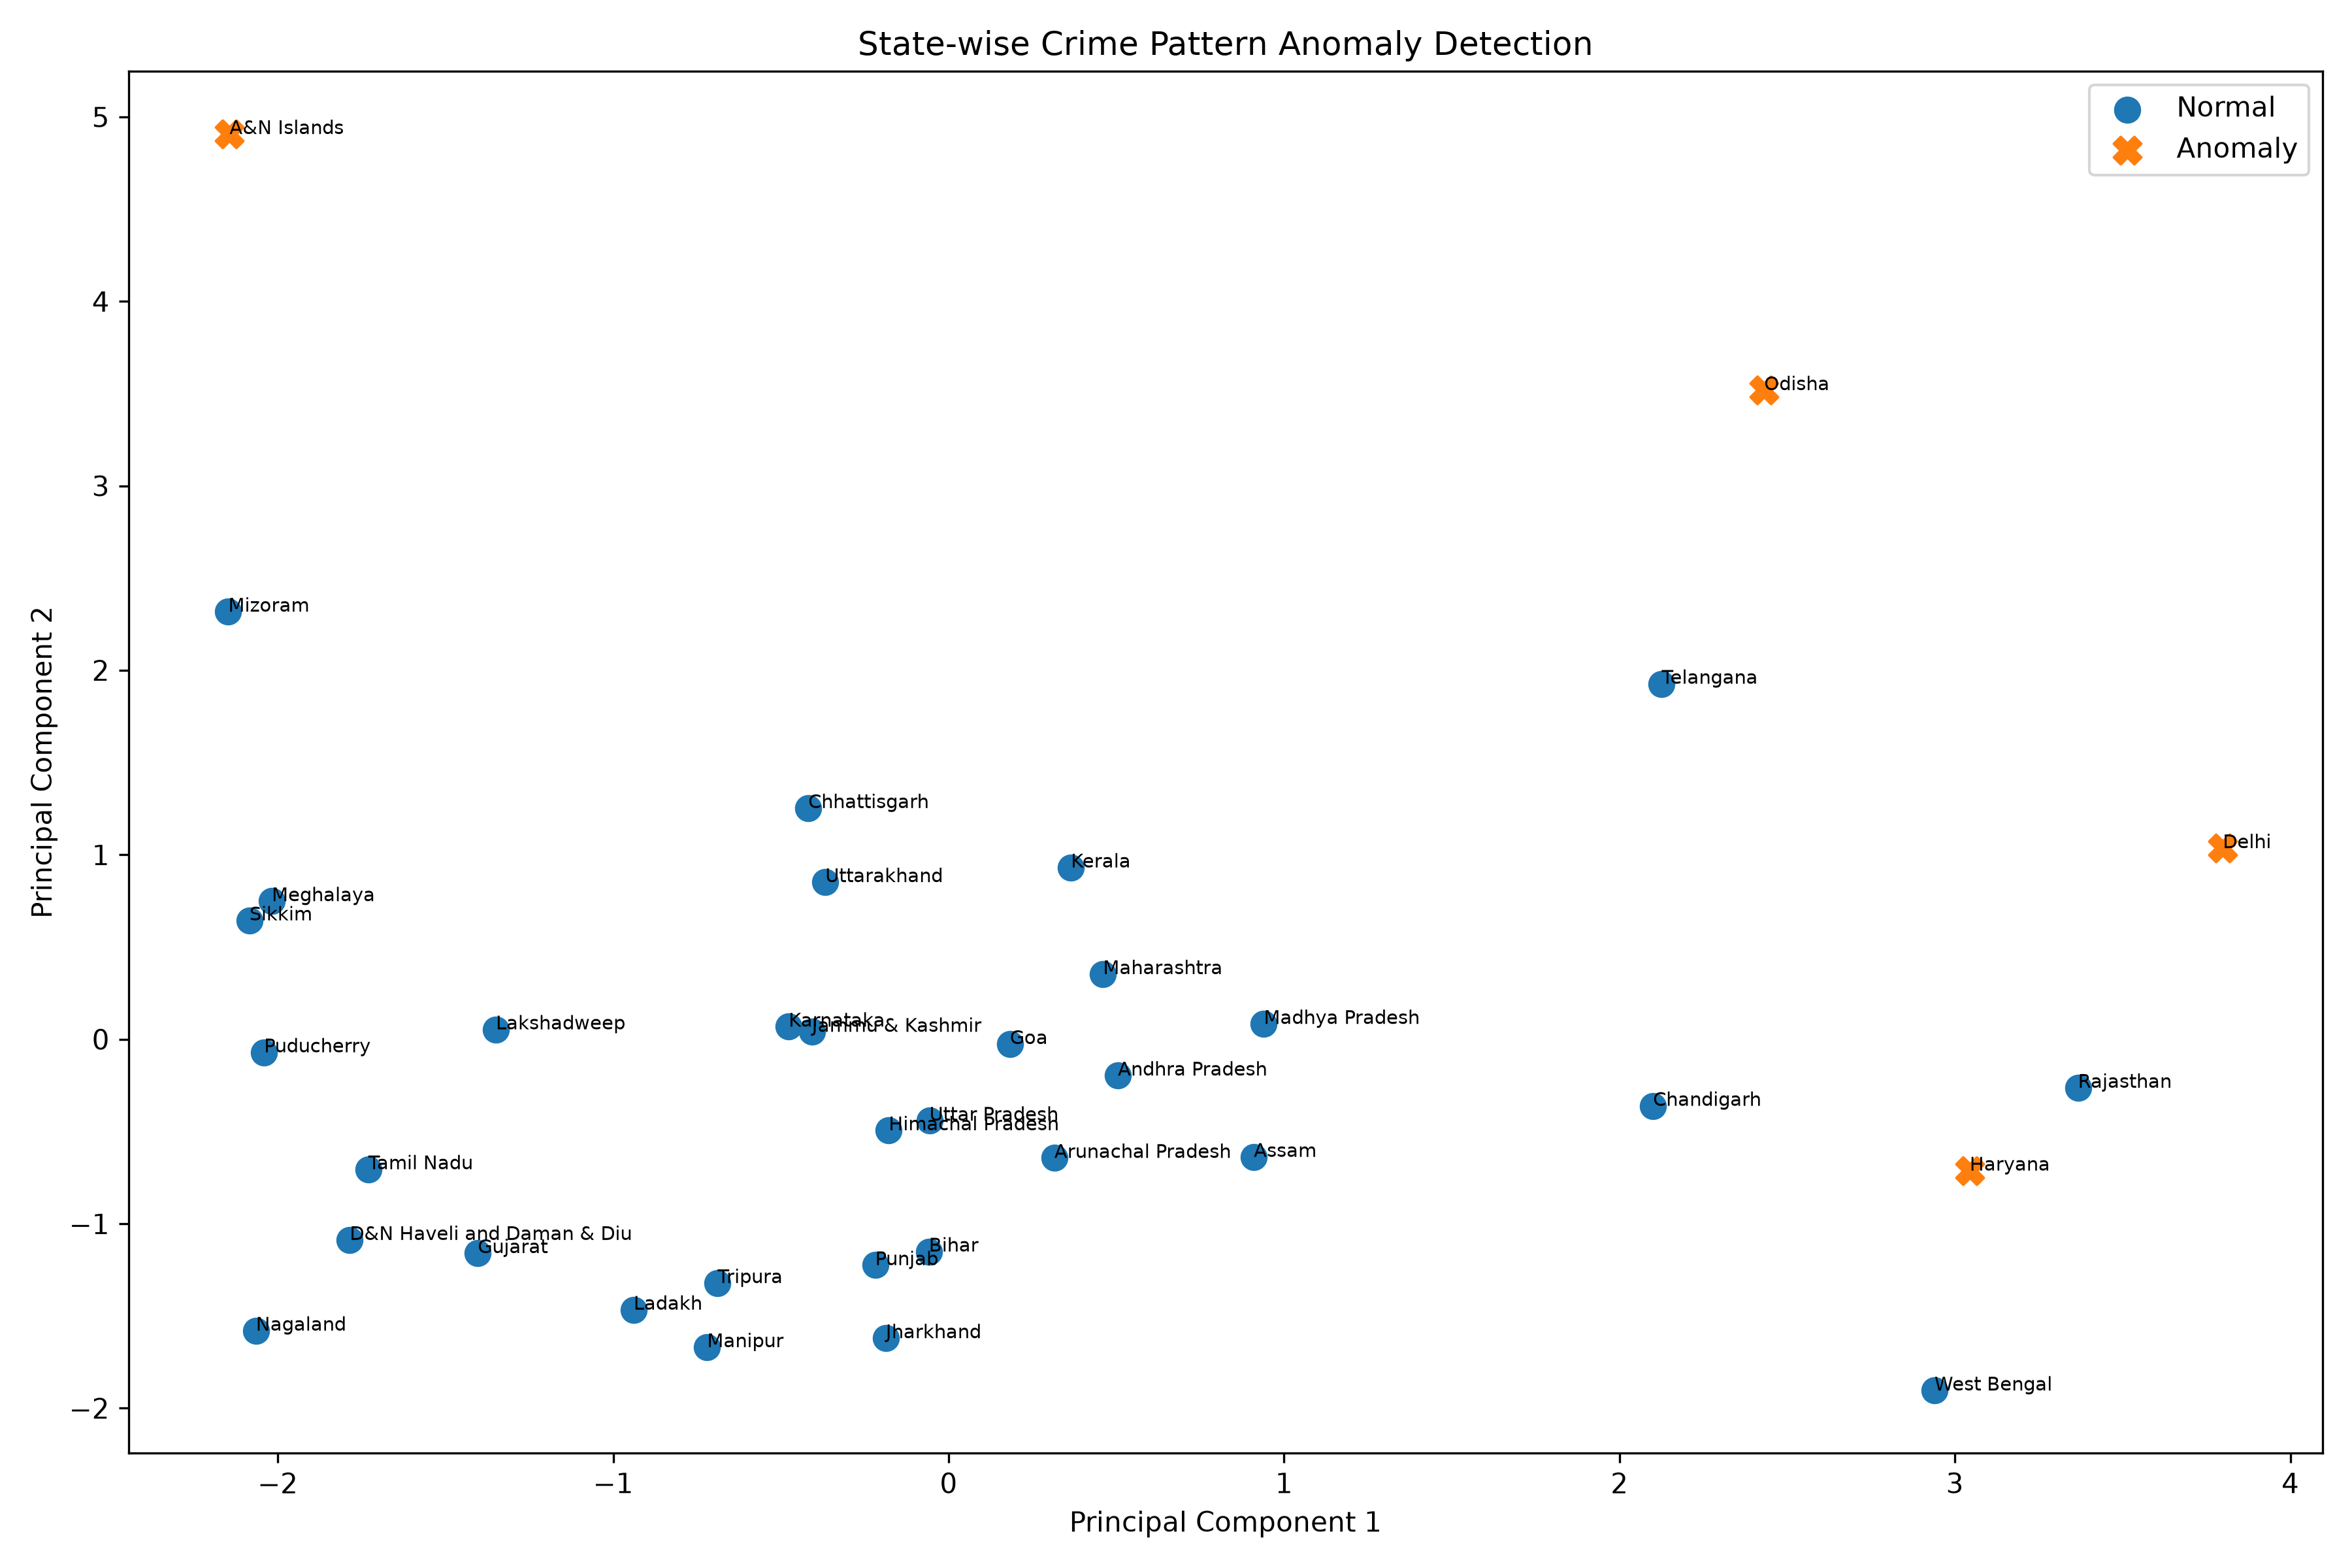 State-wise Crime Pattern Anomaly Detection
Normal
Anomaly
5
4
3
2
1
0
−1
−2
Principal Component 2
A&N Islands
Odisha
Mizoram
Telangana
Chhattisgarh
Delhi
Kerala
Uttarakhand
Meghalaya
Sikkim
Maharashtra
Lakshadweep
Karnataka
Jammu & Kashmir
Madhya Pradesh
Goa
Puducherry
Andhra Pradesh
Rajasthan
Chandigarh
Uttar Pradesh
Himachal Pradesh
Arunachal Pradesh
Assam
Tamil Nadu
Haryana
D&N Haveli and Daman & Diu
Gujarat
Bihar
Punjab
Tripura
Ladakh
Nagaland
Jharkhand
Manipur
West Bengal
−2
−1
0
1
2
3
4
Principal Component 1